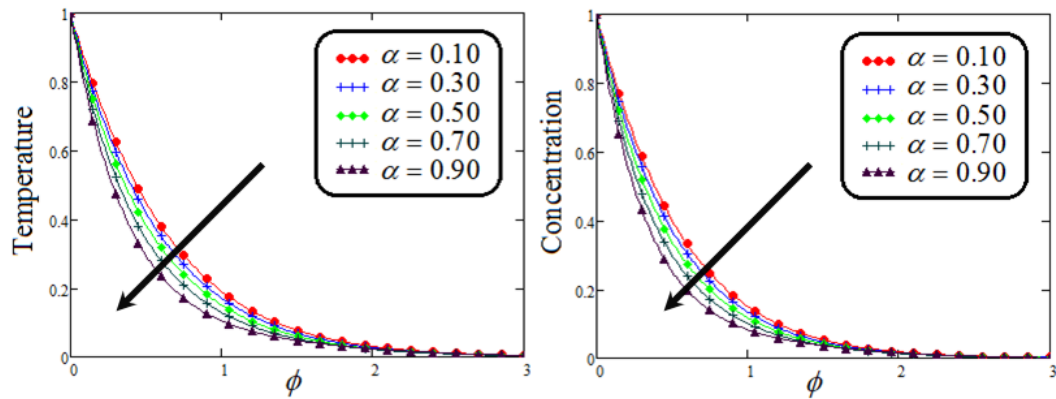 1
0.8
0.6
0.4
0.2
0
Temperature
0
1
2
3
ϕ
α = 0.10
α = 0.30
α = 0.50
α = 0.70
α = 0.90
1
0.8
0.6
0.4
0.2
0
Concentration
0
1
2
3
ϕ
α = 0.10
α = 0.30
α = 0.50
α = 0.70
α = 0.90